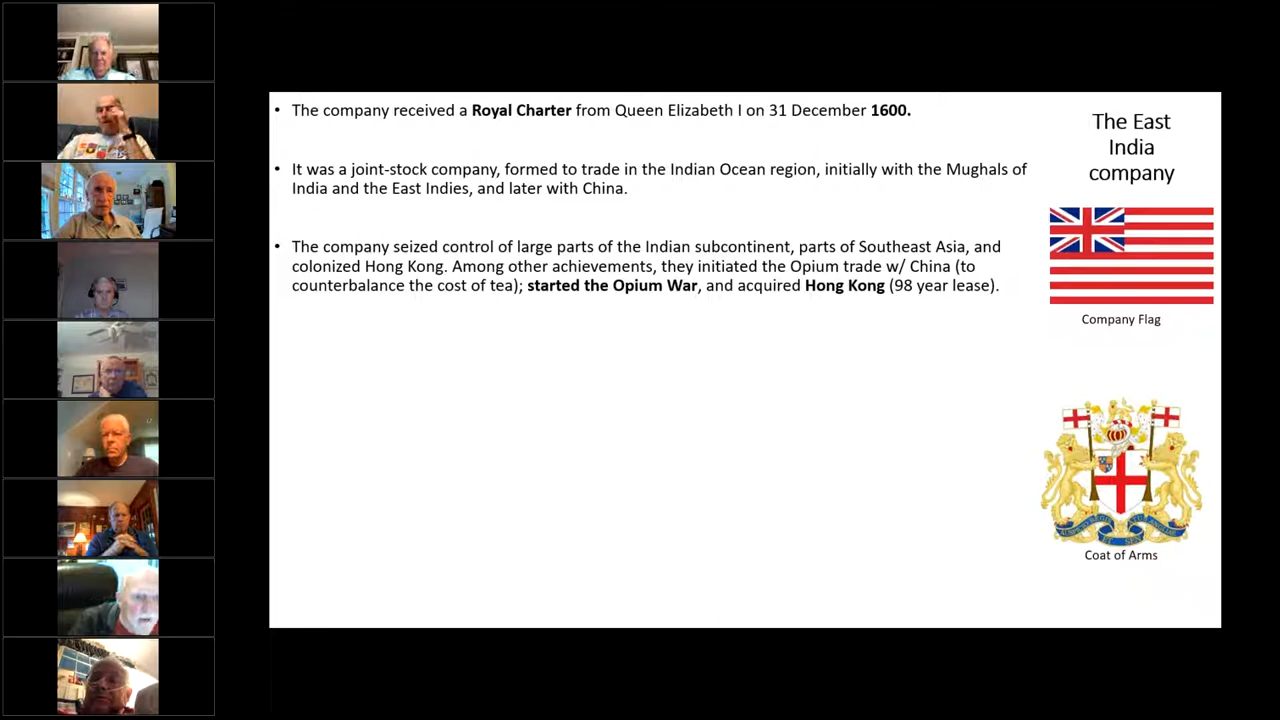 • The company received a Royal Charter from Queen Elizabeth I on 31 December 1600.
• It was a joint-stock company, formed to trade in the Indian Ocean region, initially with the Mughals of
India and the East Indies, and later with China.
• The company seized control of large parts of the Indian subcontinent, parts of Southeast Asia, and
colonized Hong Kong. Among other achievements, they initiated the Opium trade w/ China (to
counterbalance the cost of tea); started the Opium War, and acquired Hong Kong (98 year lease).
The East
India
company
Company Flag
Coat of Arms